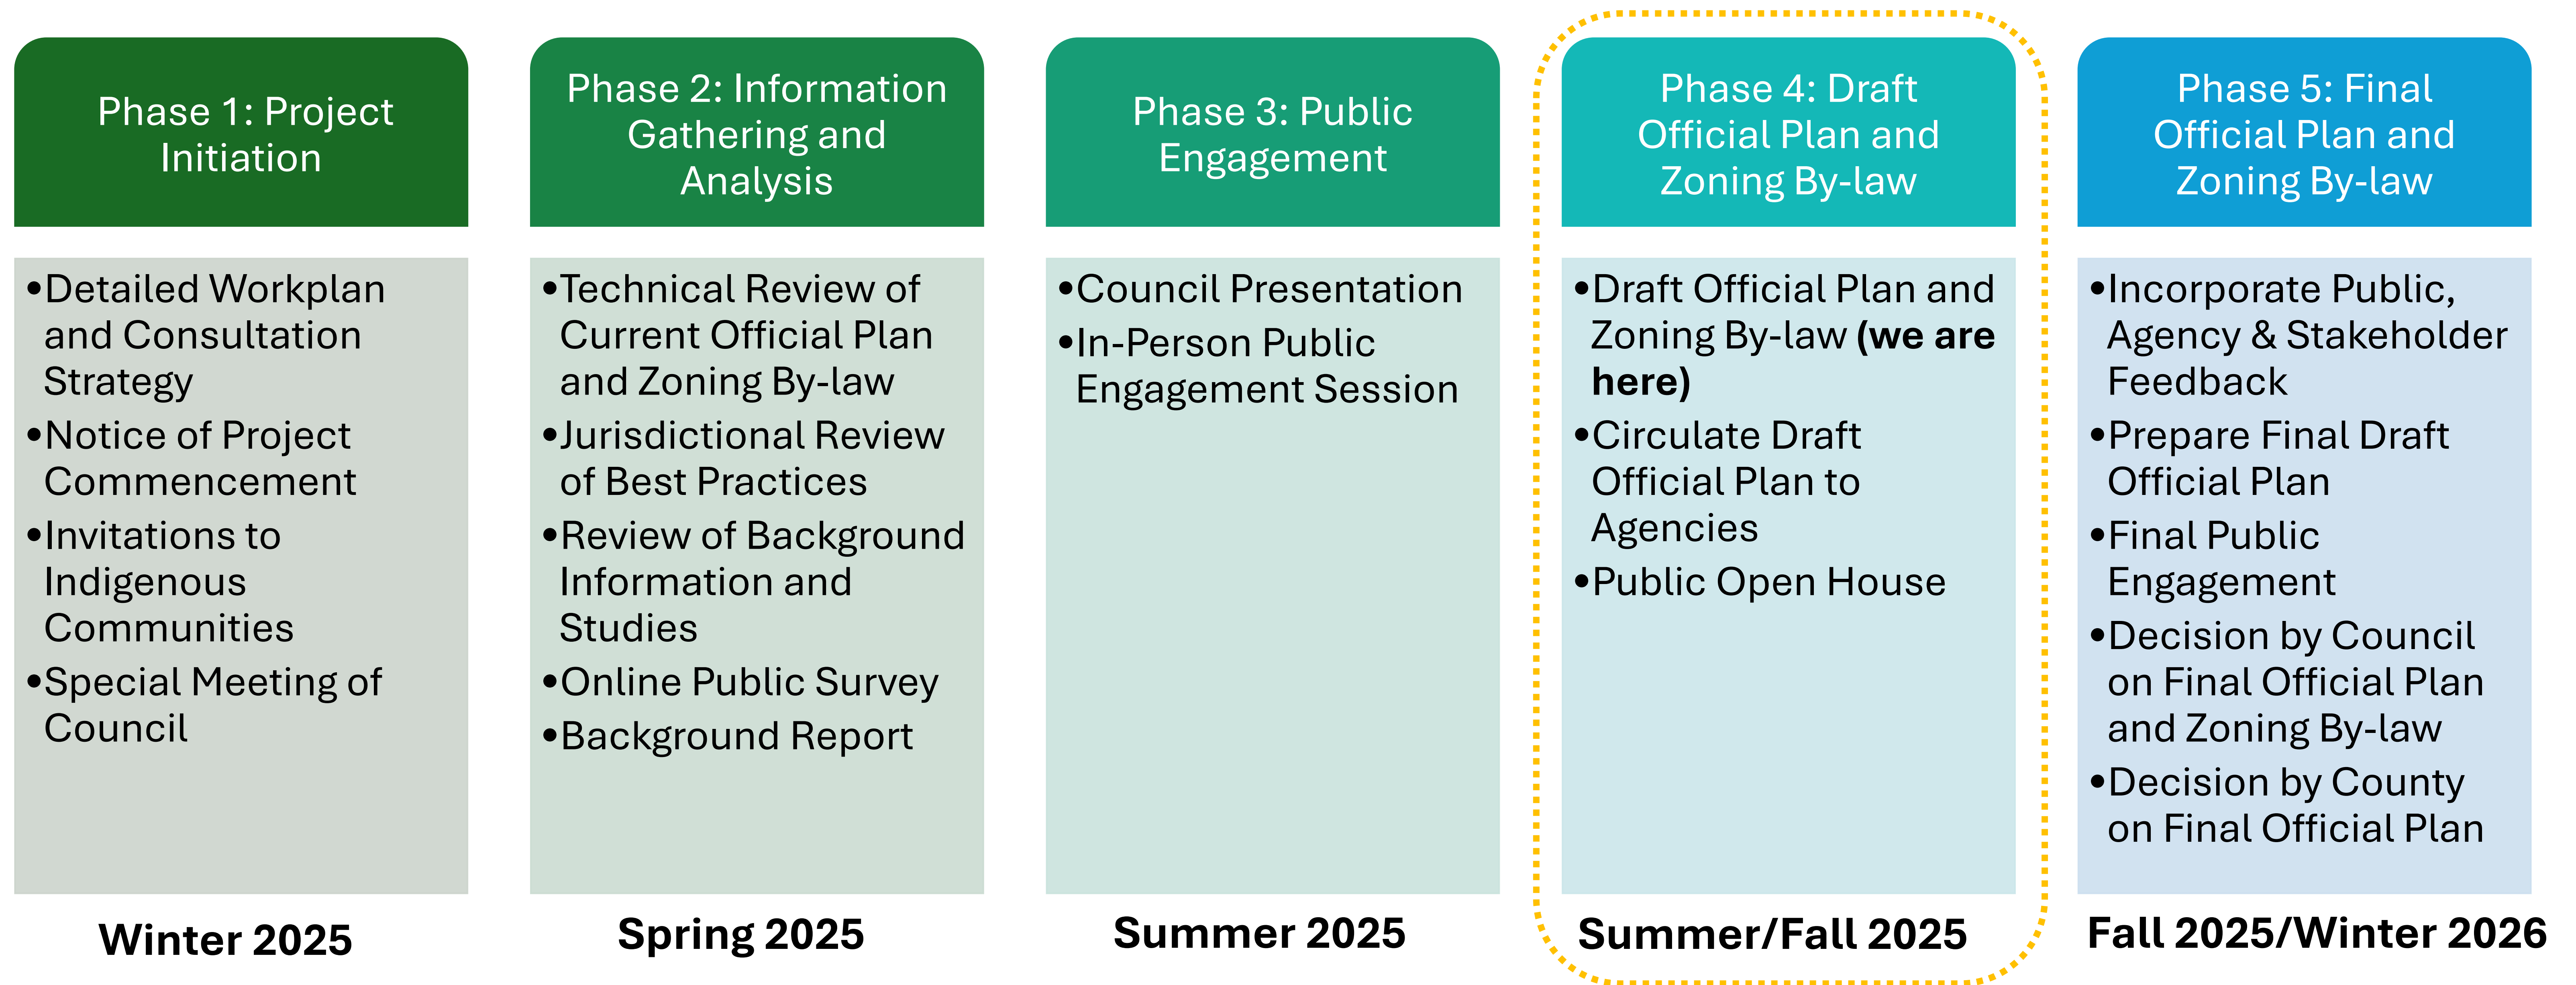 Phase 1: Project
Initiation
•Detailed Workplan
and Consultation
Strategy
•Notice of Project
Commencement
•Invitations to
Indigenous
Communities
•Special Meeting of
Council
Winter 2025
Phase 2: Information
Gathering and
Analysis
•Technical Review of
Current Official Plan
and Zoning By-law
•Jurisdictional Review
of Best Practices
•Review of Background
Information and
Studies
•Online Public Survey
•Background Report
Spring 2025
Phase 3: Public
Engagement
•Council Presentation
•In-Person Public
Engagement Session
Summer 2025
Phase 4: Draft
Official Plan and
Zoning By-law
•Draft Official Plan and
Zoning By-law (we are
here)
•Circulate Draft
Official Plan to
Agencies
•Public Open House
Summer/Fall 2025
Phase 5: Final
Official Plan and
Zoning By-law
•Incorporate Public,
Agency & Stakeholder
Feedback
•Prepare Final Draft
Official Plan
•Final Public
Engagement
•Decision by Council
on Final Official Plan
and Zoning By-law
•Decision by County
on Final Official Plan
Fall 2025/Winter 2026